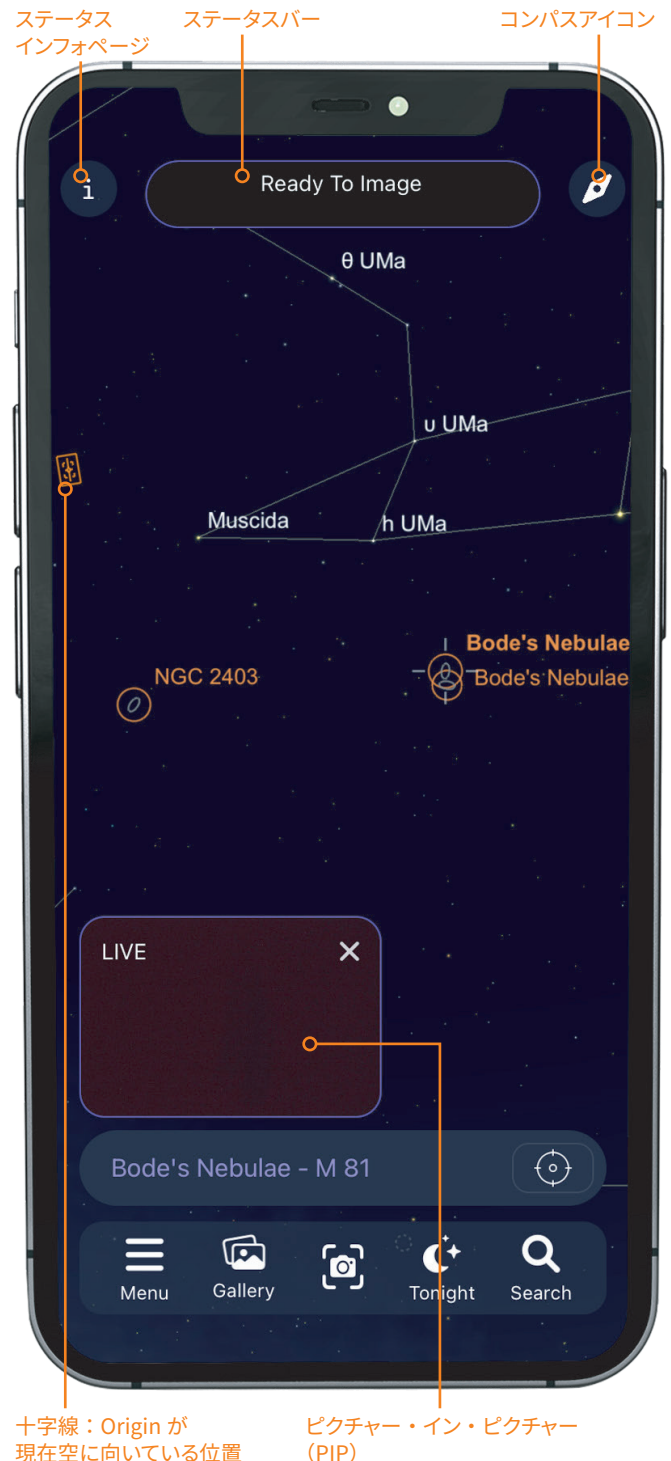 ステータス
インフォページ
ステータスバー
コンパスアイコン
i
Ready To Image
θ UMa
υ UMa
Muscida
h UMa
Bode's Nebulae
NGC 2403
Bode's Nebulae
LIVE
Bode's Nebulae - M 81
Menu
Gallery
Tonight
Search
十字線：Origin が
現在空に向いている位置
ピクチャー・イン・ピクチャー
（PIP）